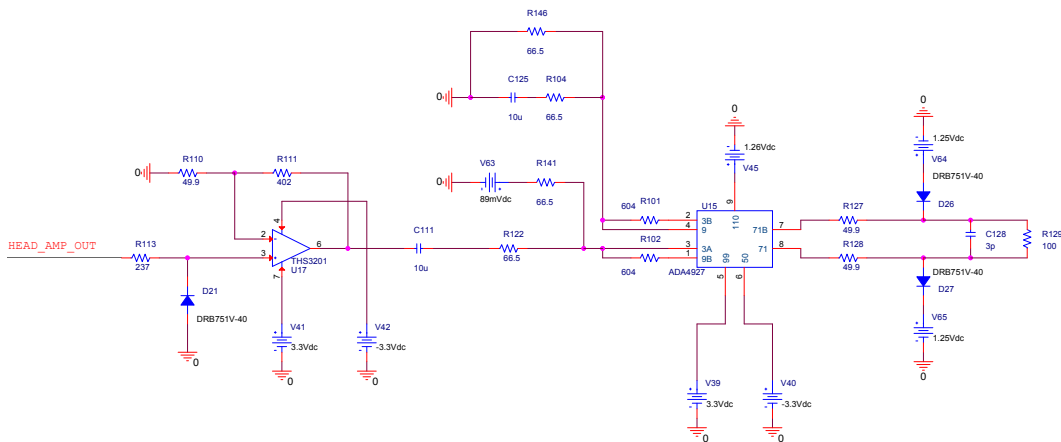 R146
66.5
0
C125
R104
10u
66.5
0
1.26Vdc
V45
0
1.25Vdc
V64
DRB751V-40
D26
R110
49.9
0
R111
402
V63
89mVdc
0
R141
66.5
U15
R101
604
R102
604
ADA4927
9
110
2
3B
4
9
3
3A
1
9B
71B
7
71
8
99
50
5
6
R127
49.9
R128
49.9
C128
3p
R129
100
HEAD_AMP_OUT
R113
237
2
-
3
+
4
6
7
THS3201
U17
C111
10u
R122
66.5
D21
DRB751V-40
0
V41
3.3Vdc
0
V42
-3.3Vdc
0
V39
3.3Vdc
0
V40
-3.3Vdc
0
DRB751V-40
D27
V65
1.25Vdc
0